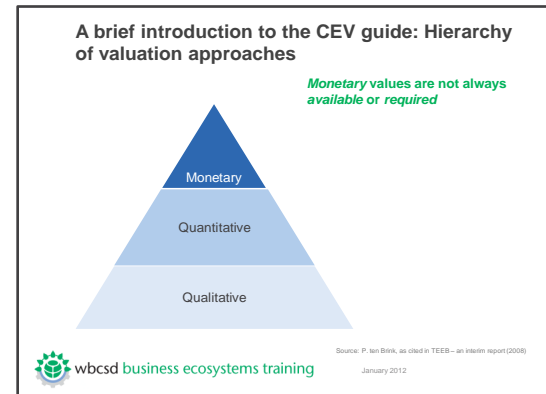 A brief introduction to the CEV guide: Hierarchy
of valuation approaches
Monetary values are not always
available or required
Monetary
Quantitative
Qualitative
Source: P. ten Brink, as cited in TEEB – an interim report (2008)
wbcsd business ecosystems training
January 2012